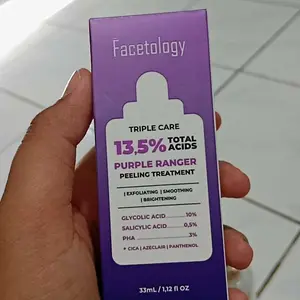 Facetology
TRIPLE CARE
13,5% TOTAL ACIDS
PURPLE RANGER
PEELING TREATMENT
| EXFOLIATING | SMOOTHING
| BRIGHTENING |
GLYCOLIC ACID ........ 10%
SALICYLIC ACID ........ 0,5%
PHA ........ 3%
+ CICA | AZECLAIR | PANTHENOL
33mL / 1,12 fl OZ